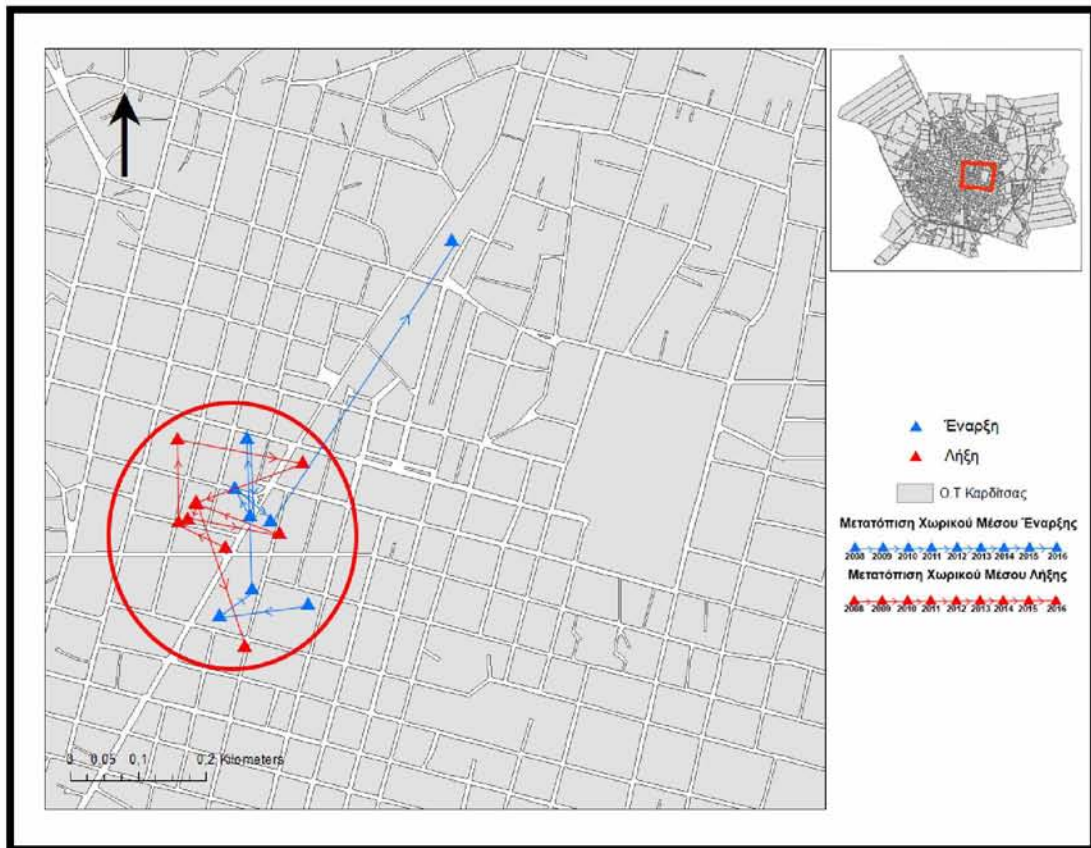 Έναρξη
Λήξη
Ο.Τ Καρδίτσας
Μετατόπιση Χωρικού Μέσου Έναρξης
2008 2009 2010 2011 2012 2013 2014 2015 2016
Μετατόπιση Χωρικού Μέσου Λήξης
2008 2009 2010 2011 2012 2013 2014 2015 2016
0 0,05 0,1 0,2 Kilometers